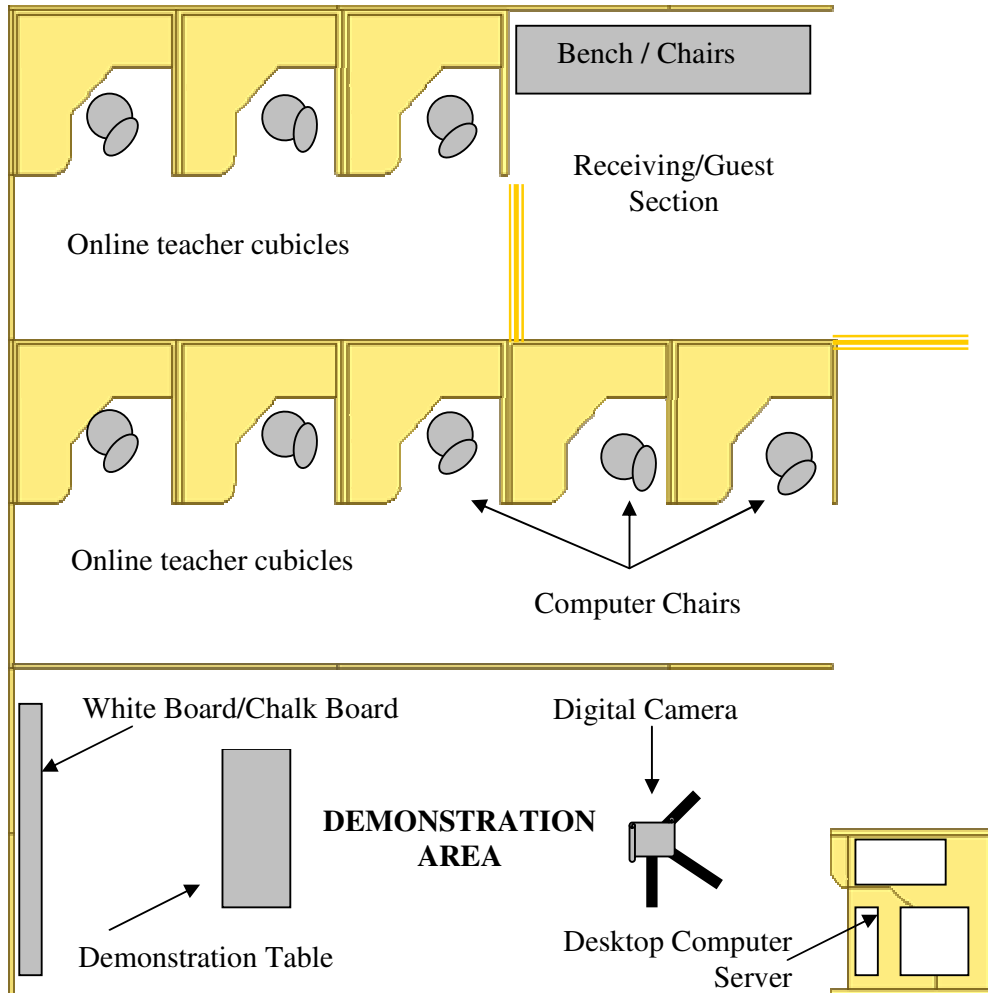 Bench / Chairs
Receiving/Guest
Section
Online teacher cubicles
Online teacher cubicles
Computer Chairs
White Board/Chalk Board
Digital Camera
DEMONSTRATION
AREA
Demonstration Table
Desktop Computer
Server